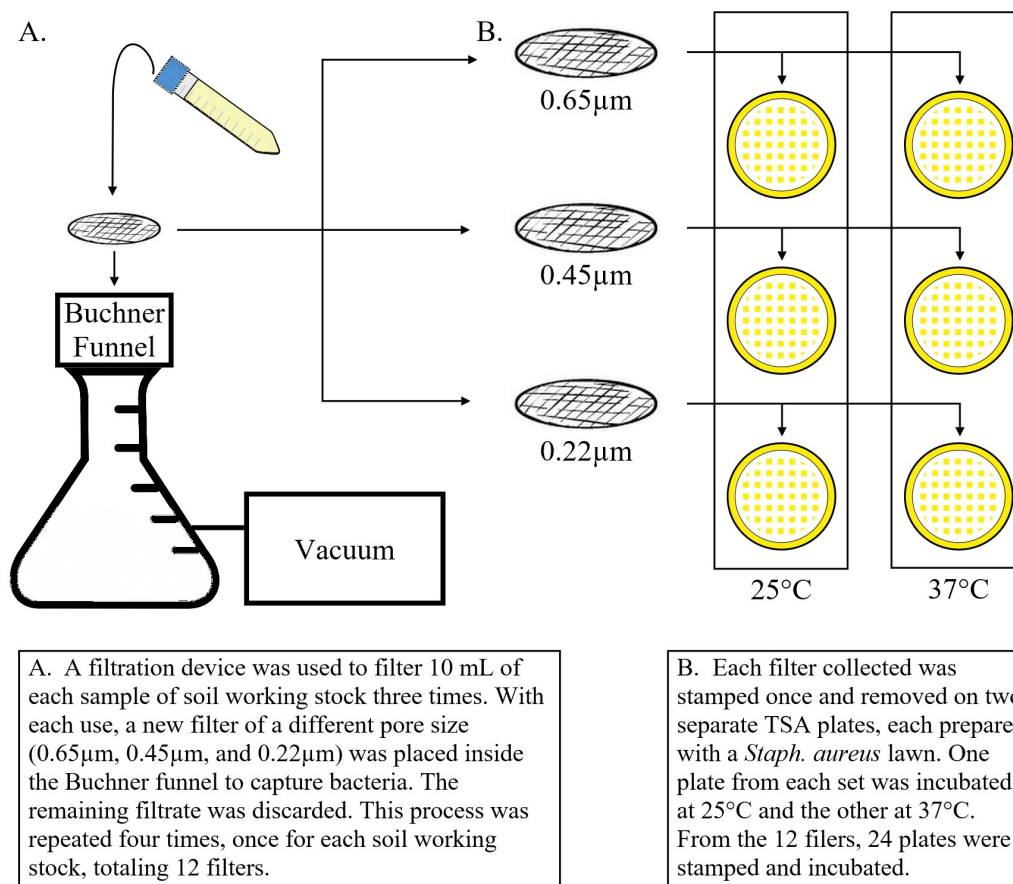 A.
B.
0.65µm
0.45µm
0.22µm
Buchner
Funnel
Vacuum
25°C
37°C
A. A filtration device was used to filter 10 mL of
each sample of soil working stock three times. With
each use, a new filter of a different pore size
(0.65µm, 0.45µm, and 0.22µm) was placed inside
the Buchner funnel to capture bacteria. The
remaining filtrate was discarded. This process was
repeated four times, once for each soil working
stock, totaling 12 filters.
B. Each filter collected was
stamped once and removed on two
separate TSA plates, each prepare
with a Staph. aureus lawn. One
plate from each set was incubated
at 25°C and the other at 37°C.
From the 12 filers, 24 plates were
stamped and incubated.